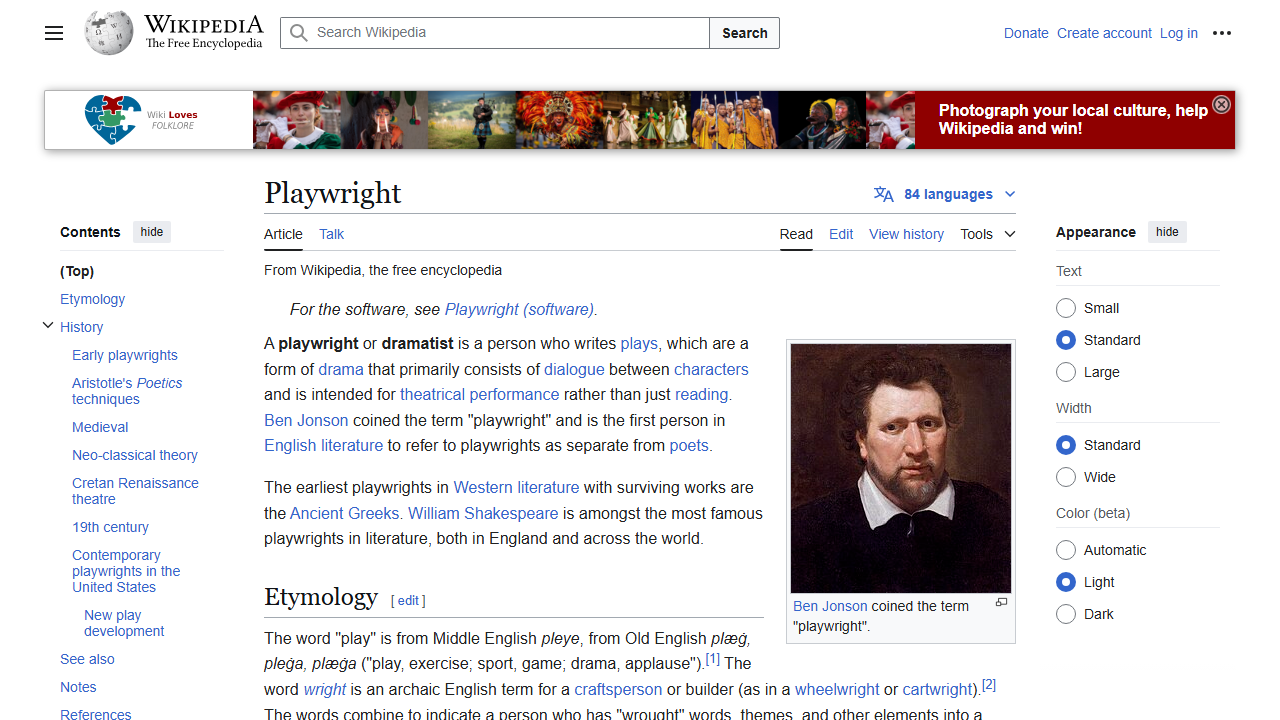 WIKIPEDIA
The Free Encyclopedia
Search Wikipedia
Search
Donate Create account Log in
Wiki Loves
FOLKLORE
Photograph your local culture, help
Wikipedia and win!
Playwright
84 languages
Contents hide
(Top)
Etymology
History
Early playwrights
Aristotle's Poetics
techniques
Medieval
Neo-classical theory
Cretan Renaissance
theatre
19th century
Contemporary
playwrights in the
United States
New play
development
See also
Notes
References
Article Talk
Read Edit View history Tools
From Wikipedia, the free encyclopedia
For the software, see Playwright (software).
A playwright or dramatist is a person who writes plays, which are a
form of drama that primarily consists of dialogue between characters
and is intended for theatrical performance rather than just reading.
Ben Jonson coined the term "playwright" and is the first person in
English literature to refer to playwrights as separate from poets.
The earliest playwrights in Western literature with surviving works are
the Ancient Greeks. William Shakespeare is amongst the most famous
playwrights in literature, both in England and across the world.
Ben Jonson coined the term
"playwright".
Etymology [ edit ]
The word "play" is from Middle English pleye, from Old English plæġ,
pleġa, plæġa ("play, exercise; sport, game; drama, applause").[1] The
word wright is an archaic English term for a craftsperson or builder (as in a wheelwright or cartwright).[2]
The words combine to indicate a person who has "wrought" words, themes, and other elements into a
Appearance hide
Text
Small
Standard
Large
Width
Standard
Wide
Color (beta)
Automatic
Light
Dark